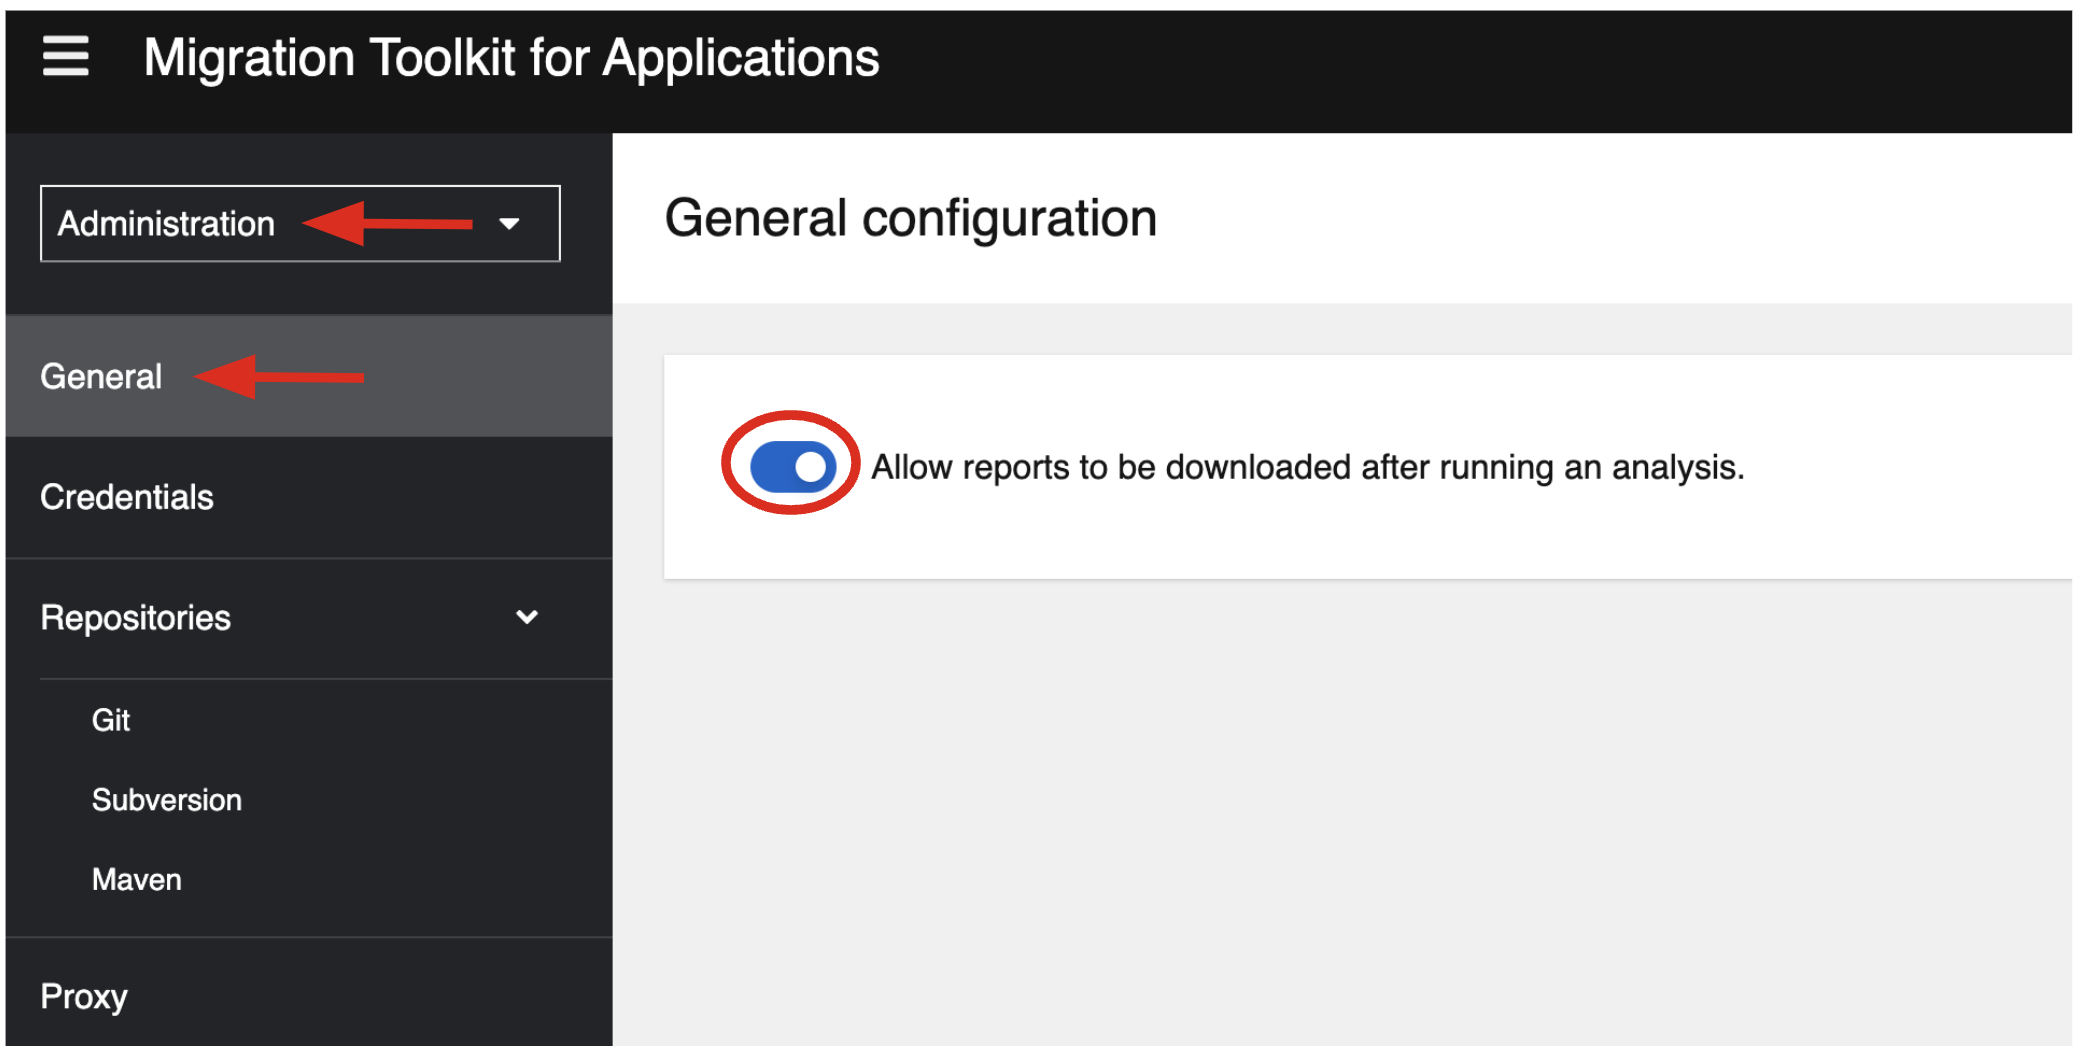 Migration Toolkit for Applications
Administration
General
Credentials
Repositories
Git
Subversion
Maven
Proxy
General configuration
Allow reports to be downloaded after running an analysis.